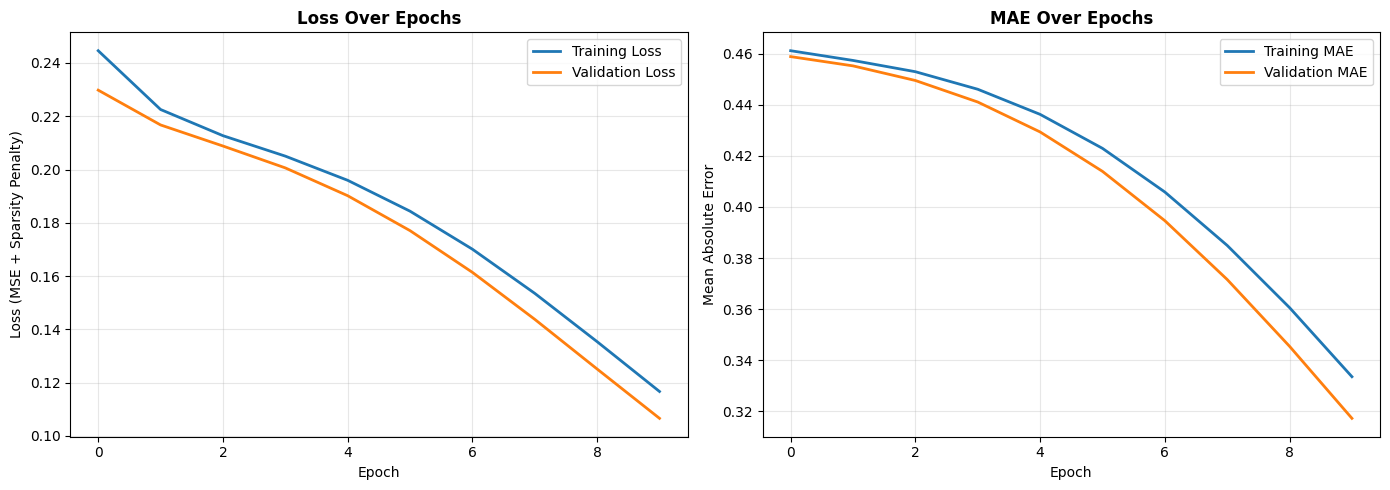 Loss Over Epochs
Loss (MSE + Sparsity Penalty)
0.24
0.22
0.20
0.18
0.16
0.14
0.12
0.10
Training Loss
Validation Loss
0 2 4 6 8
Epoch
MAE Over Epochs
Mean Absolute Error
0.46
0.44
0.42
0.40
0.38
0.36
0.34
0.32
Training MAE
Validation MAE
0 2 4 6 8
Epoch